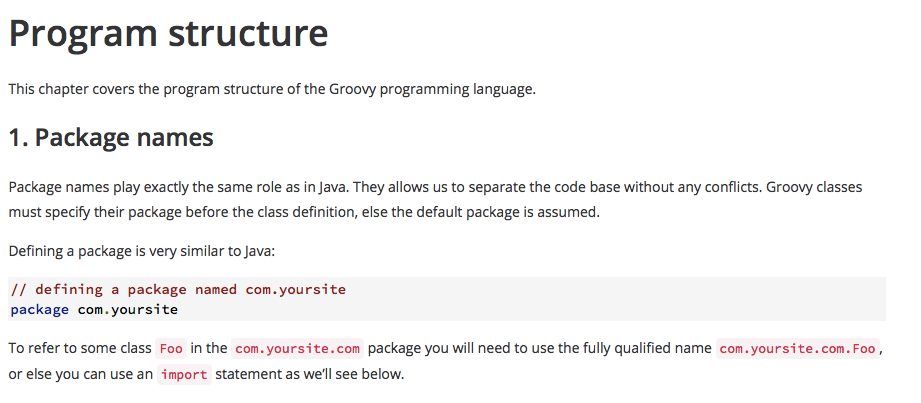 Program structure
This chapter covers the program structure of the Groovy programming language.
1. Package names
Package names play exactly the same role as in Java. They allows us to separate the code base without any conflicts. Groovy classes
must specify their package before the class definition, else the default package is assumed.
Defining a package is very similar to Java:
// defining a package named com.yoursite
package com.yoursite
To refer to some class Foo in the com.yoursite.com package you will need to use the fully qualified name com.yoursite.com.Foo,
or else you can use an import statement as we’ll see below.